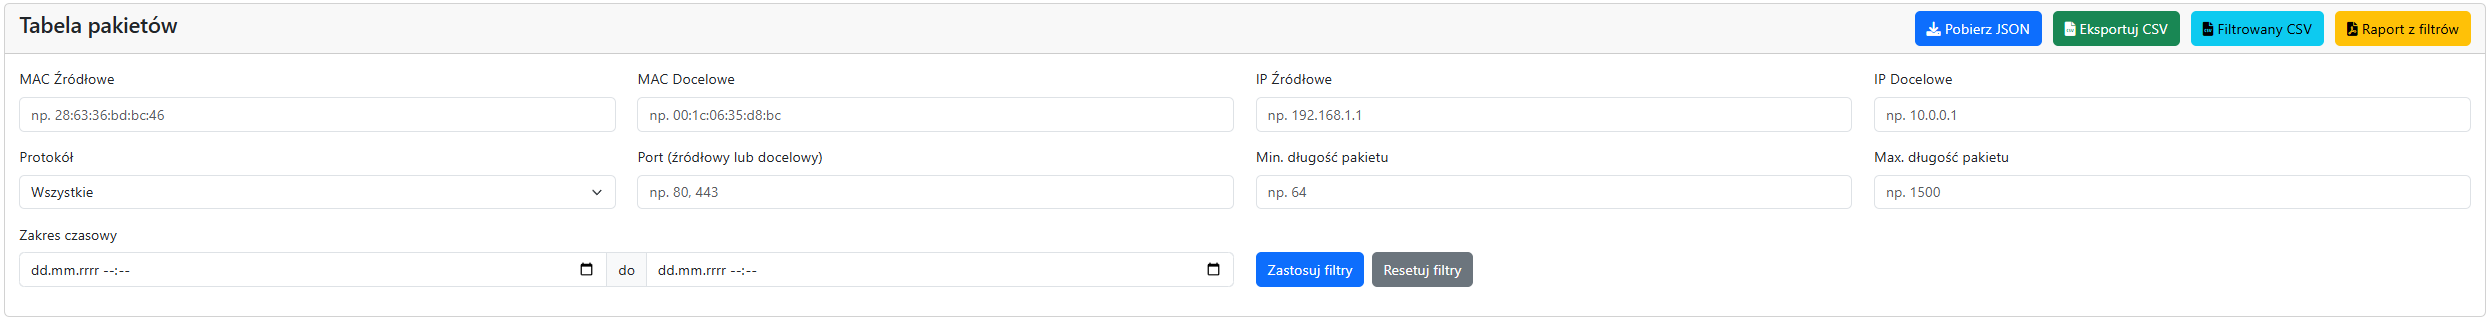 Tabela pakietów
Pobierz JSON
Eksportuj CSV
Filtrowany CSV
Raport z filtrów
MAC Źródłowe
MAC Docelowe
IP Źródłowe
IP Docelowe
np. 28:63:36:bd:bc:46
np. 00:1c:06:35:d8:bc
np. 192.168.1.1
np. 10.0.0.1
Protokół
Port (źródłowy lub docelowy)
Min. długość pakietu
Max. długość pakietu
Wszystkie
np. 80, 443
np. 64
np. 1500
Zakres czasowy
dd.mm.rrrr --:--
do
dd.mm.rrrr --:--
Zastosuj filtry
Resetuj filtry